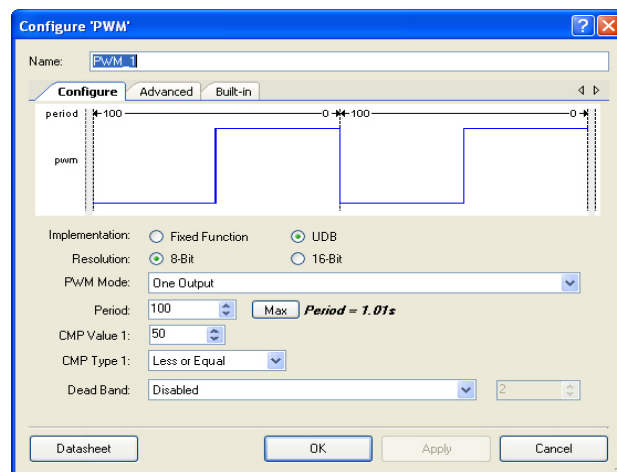 Configure 'PWM'
Name: PWM_1
Configure Advanced Built-in
period 100 0 100 0
pwm
Implementation: Fixed Function UDB
Resolution: 8-Bit 16-Bit
PWM Mode: One Output
Period: 100 Max Period = 1.01s
CMP Value 1: 50
CMP Type 1: Less or Equal
Dead Band: Disabled 2
Datasheet OK Apply Cancel